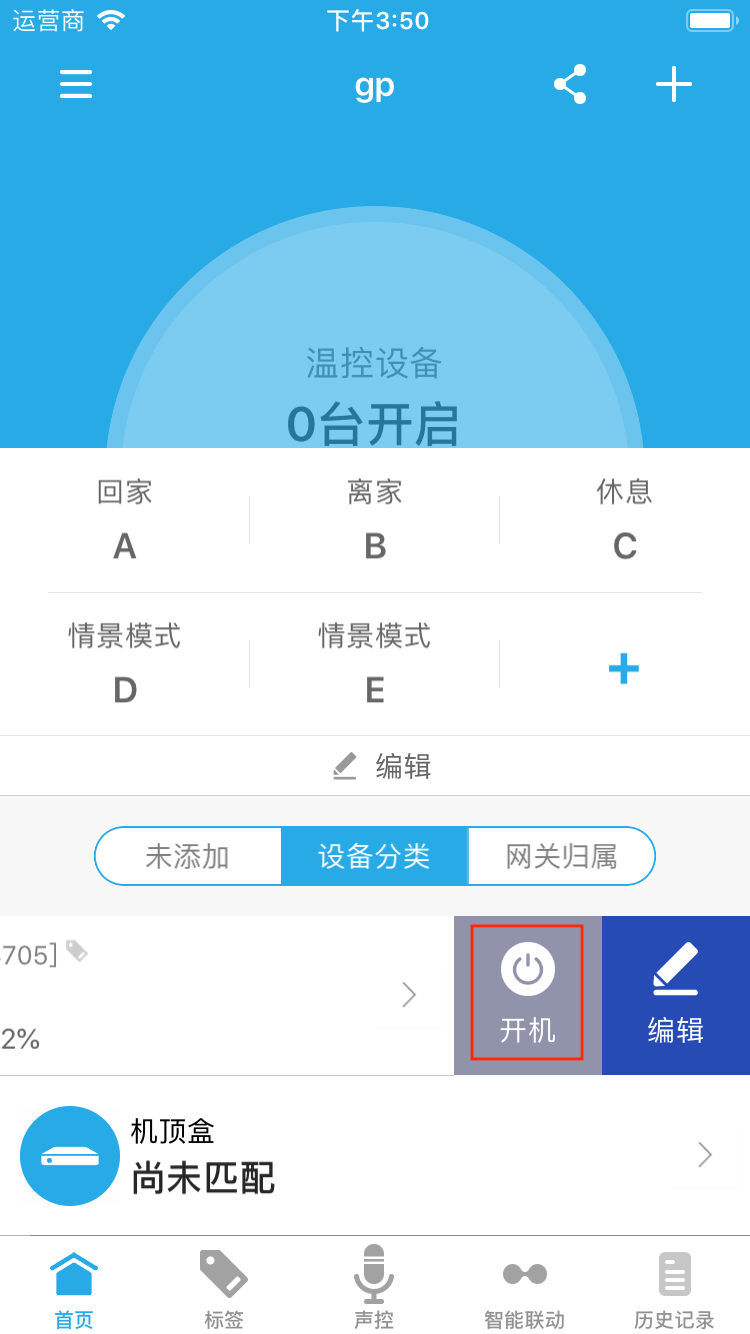 运营商
下午3:50
gp
温控设备
0台开启
回家
离家
休息
A
B
C
情景模式
情景模式
D
E
编辑
未添加
设备分类
网关归属
705]
2%
开机
编辑
机顶盒
尚未匹配
首页
标签
声控
智能联动
历史记录